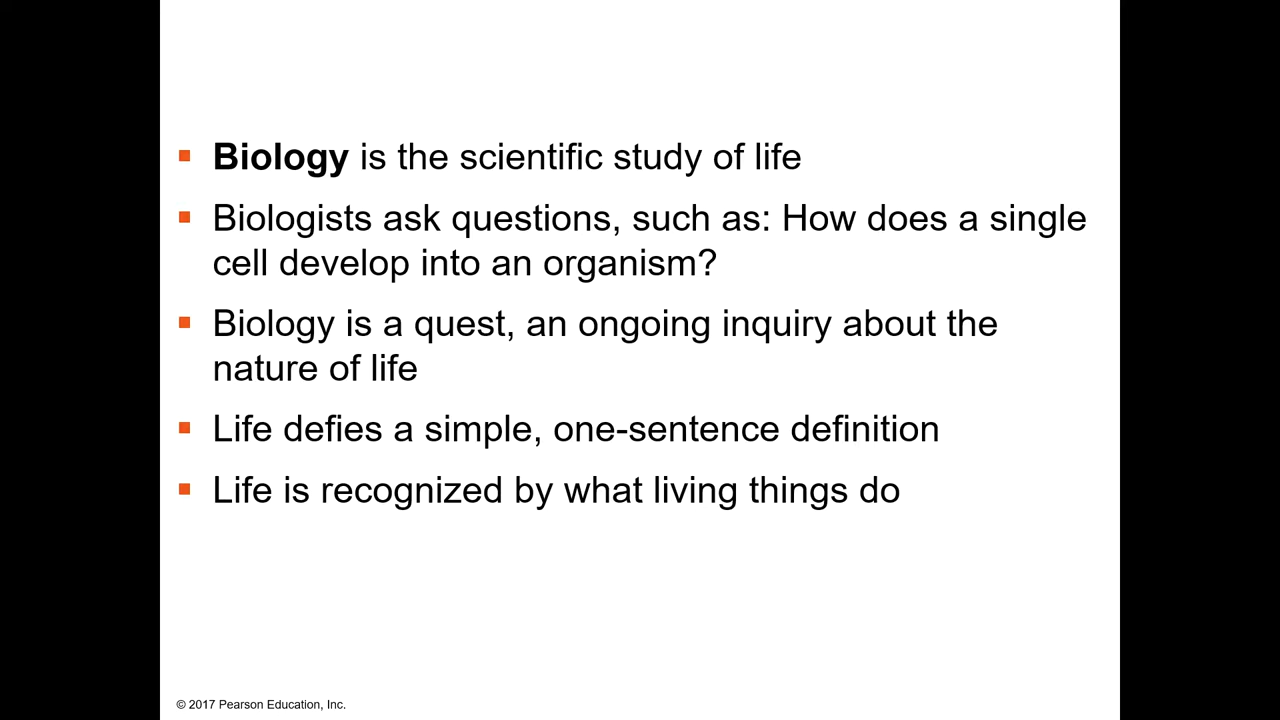 Biology is the scientific study of life
Biologists ask questions, such as: How does a single
cell develop into an organism?
Biology is a quest, an ongoing inquiry about the
nature of life
Life defies a simple, one-sentence definition
Life is recognized by what living things do
© 2017 Pearson Education, Inc.